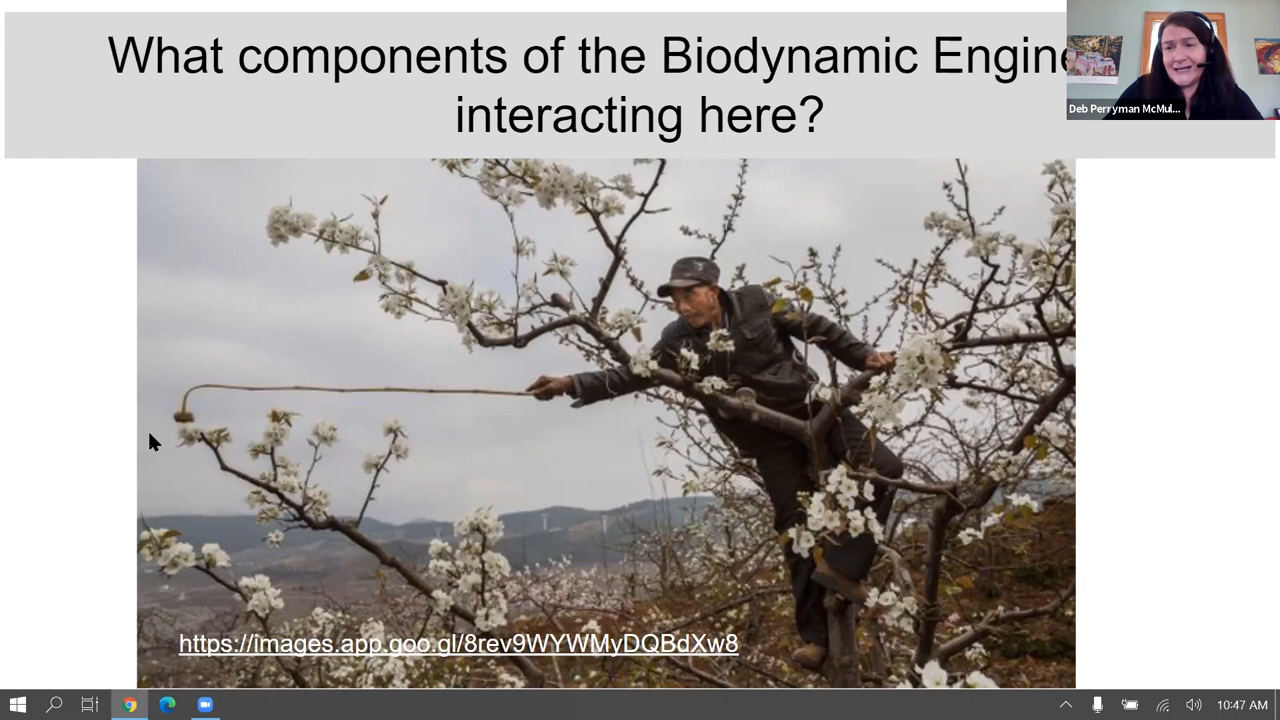 What components of the Biodynamic Engine
interacting here?
Deb Perryman McMul...
https://images.app.goo.gl/8rev9WYWMyDQBdXw8
10:47 AM